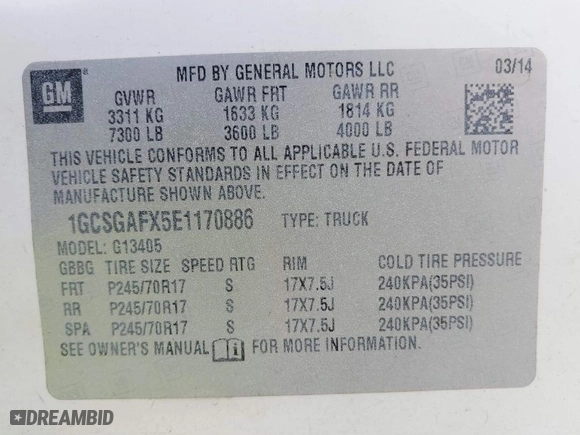 GM ® MFD BY GENERAL MOTORS LLC 03/14
GVWR GAWR FRT GAWR RR
3311 KG 1633 KG 1814 KG
7300 LB 3600 LB 4000 LB
THIS VEHICLE CONFORMS TO ALL APPLICABLE U.S. FEDERAL MOTOR
VEHICLE SAFETY STANDARDS IN EFFECT ON THE DATE OF
MANUFACTURE SHOWN ABOVE.
1GCSGAFX5E1170886 TYPE: TRUCK
MODEL: G13405
GBBG TIRE SIZE SPEED RTG RIM COLD TIRE PRESSURE
FRT P245/70R17 S 17X7.5J 240KPA(35PSI)
RR P245/70R17 S 17X7.5J 240KPA(35PSI)
SPA P245/70R17 S 17X7.5J 240KPA(35PSI)
SEE OWNER'S MANUAL FOR MORE INFORMATION.
DREAMBID